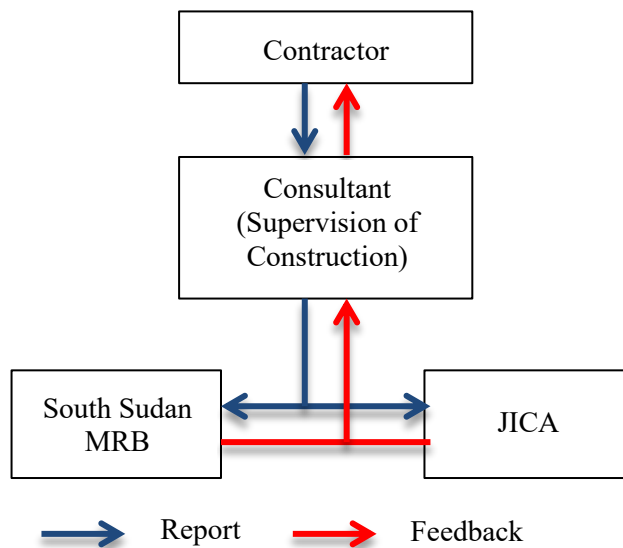 Contractor
Consultant
(Supervision of
Construction)
South Sudan
MRB
JICA
Report
Feedback